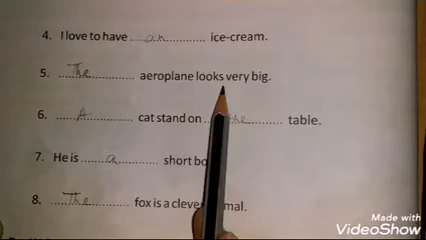 4. I love to have ....an.............. ice-cream.
5. ....The.............. aeroplane looks very big.
6. ......A............. cat stand on ...the.............. table.
7. He is .......a............ short
8. ....The.............. fox is a
Made with
VideoShow